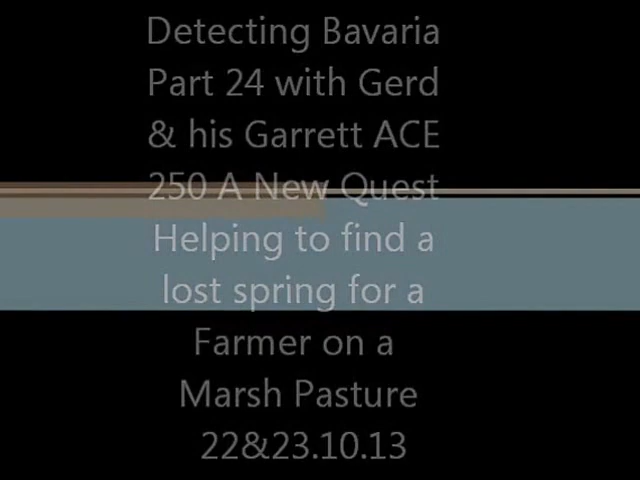 Detecting Bavaria
Part 24 with Gerd
& his Garrett ACE
250 A New Quest
Helping to find a
lost spring for a
Farmer on a
Marsh Pasture
22&23.10.13